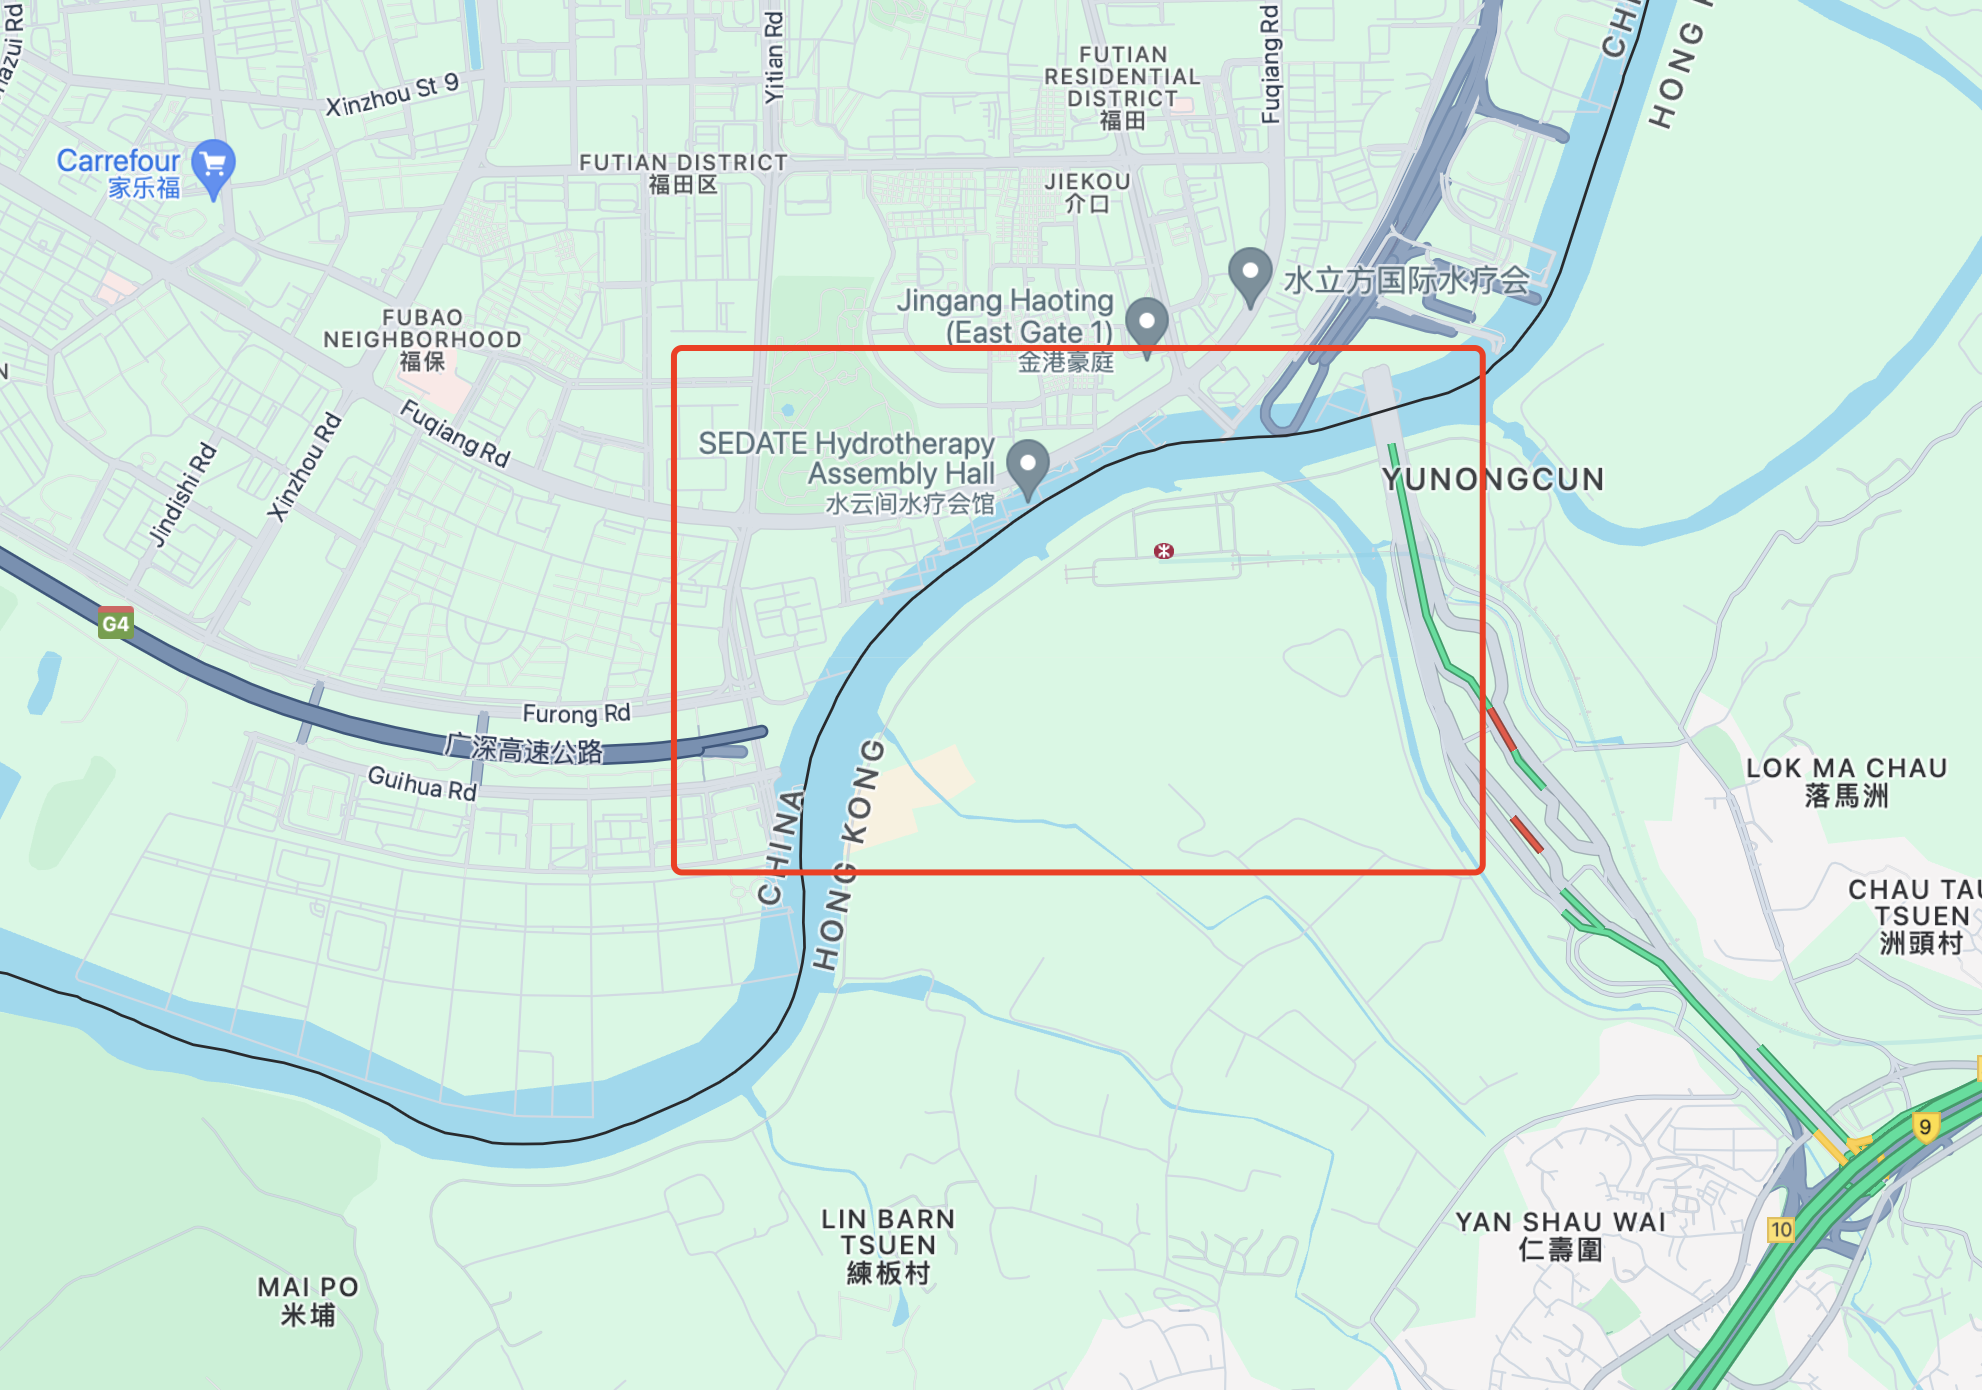 Xinzhou St 9
Yitian Rd
FUTIAN
RESIDENTIAL
DISTRICT
福田
Fuqiang Rd
HONG
Carrefour
家乐福
FUTIAN DISTRICT
福田区
JIEKOU
介口
水立方国际水疗会
Jingang Haoting
(East Gate 1)
金港豪庭
FUBAO
NEIGHBORHOOD
福保
Fuqiang Rd
Jindishi Rd
Xinzhou Rd
SEDATE Hydrotherapy
Assembly Hall
水云间水疗会馆
YUNONGCUN
G4
Furong Rd
广深高速公路
Guihua Rd
CHINA
HONG KONG
LOK MA CHAU
落馬洲
CHAU TAU
TSUEN
洲頭村
9
10
LIN BARN
TSUEN
練板村
YAN SHAU WAI
仁壽圍
MAI PO
米埔